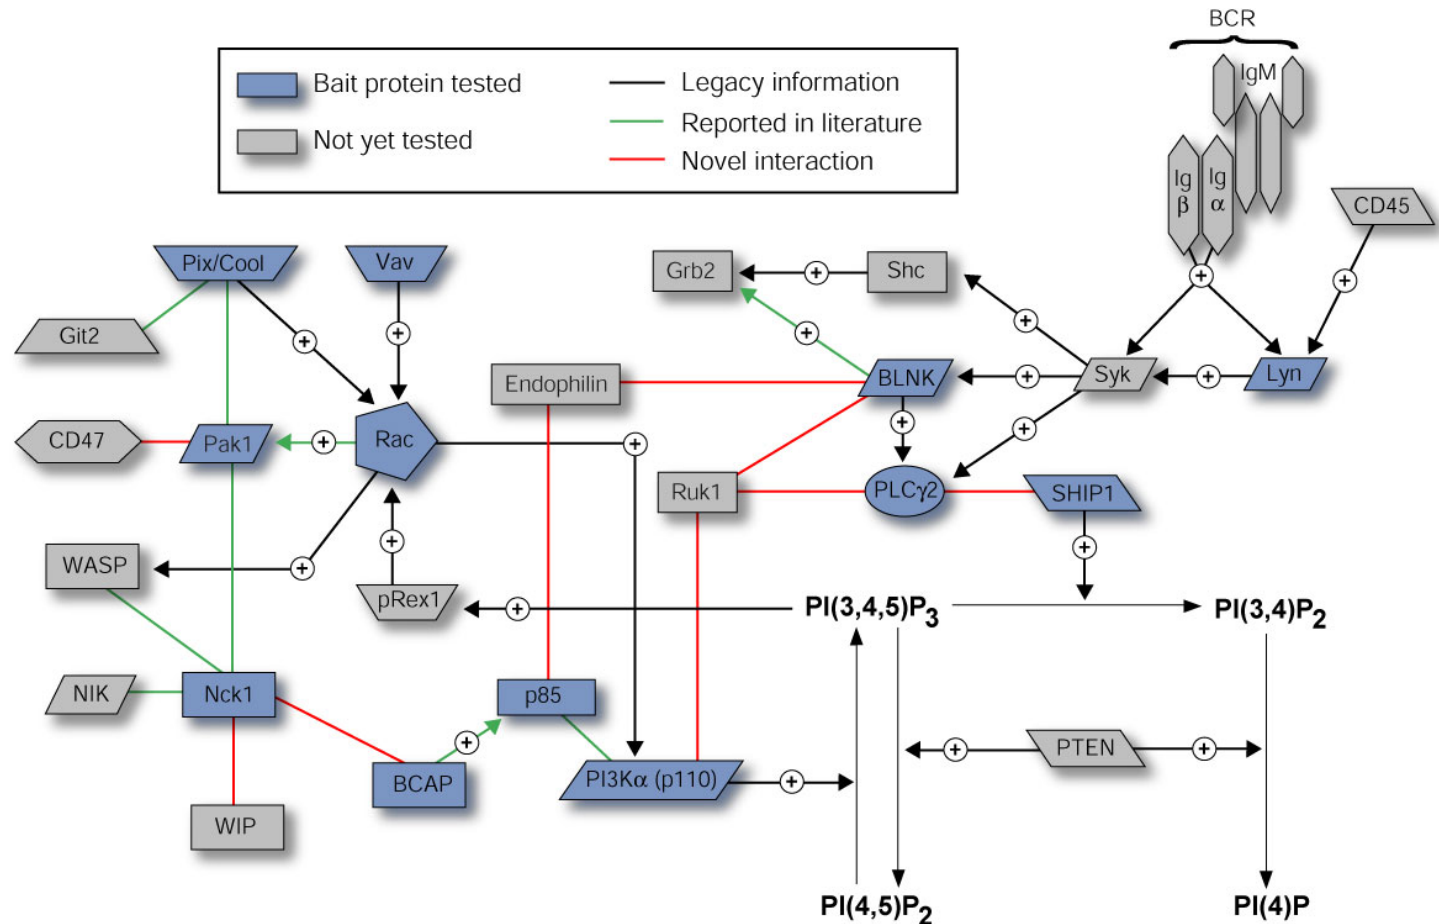 BCR
IgM
Bait protein tested
Legacy information
Reported in literature
Not yet tested
Novel interaction
Ig
β
Ig
α
CD45
Pix/Cool
Vav
Grb2
+
Shc
+
Git2
+
+
+
+
+
Endophilin
BLNK
+
Syk
+
Lyn
CD47
Pak1
+
Rac
+
+
+
Ruk1
PLCγ2
SHIP1
WASP
+
+
+
pRex1
+
PI(3,4,5)P3
PI(3,4)P2
NIK
Nck1
p85
+
PTEN
+
+
BCAP
PI3Kα (p110)
+
WIP
PI(4,5)P2
PI(4)P